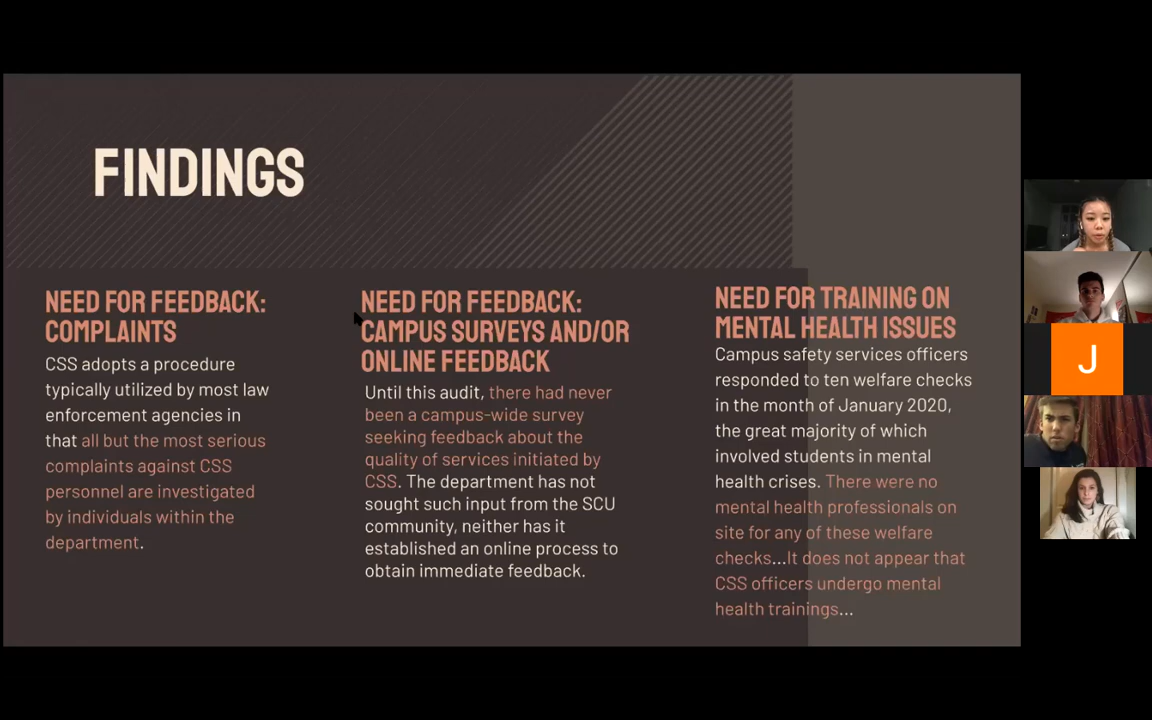 FINDINGS
NEED FOR FEEDBACK:
COMPLAINTS
CSS adopts a procedure
typically utilized by most law
enforcement agencies in
that all but the most serious
complaints against CSS
personnel are investigated
by individuals within the
department.
NEED FOR FEEDBACK:
CAMPUS SURVEYS AND/OR
ONLINE FEEDBACK
Until this audit, there had never
been a campus-wide survey
seeking feedback about the
quality of services initiated by
CSS. The department has not
sought such input from the SCU
community, neither has it
established an online process to
obtain immediate feedback.
NEED FOR TRAINING ON
MENTAL HEALTH ISSUES
Campus safety services officers
responded to ten welfare checks
in the month of January 2020,
the great majority of which
involved students in mental
health crises. There were no
mental health professionals on
site for any of these welfare
checks...It does not appear that
CSS officers undergo mental
health trainings...
J